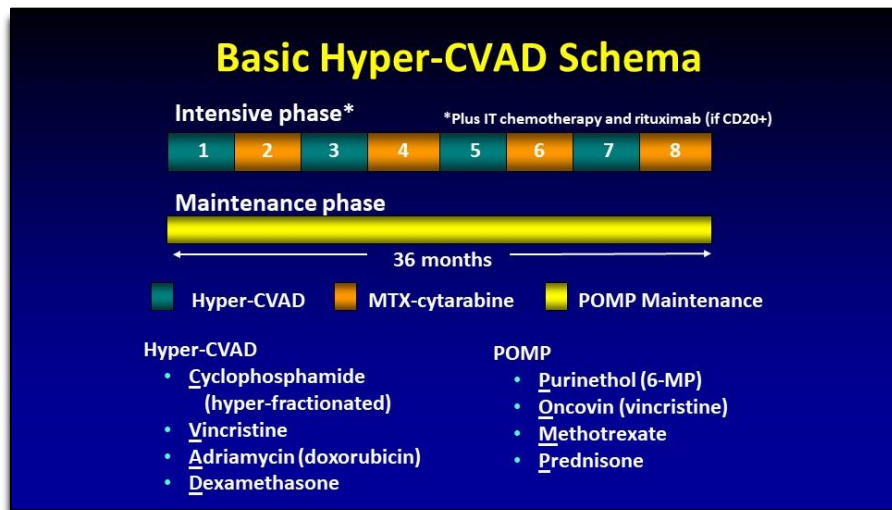 Basic Hyper-CVAD Schema
Intensive phase*
*Plus IT chemotherapy and rituximab (if CD20+)
1 2 3 4 5 6 7 8
Maintenance phase
36 months
Hyper-CVAD MTX-cytarabine POMP Maintenance
Hyper-CVAD
• Cyclophosphamide
(hyper-fractionated)
• Vincristine
• Adriamycin (doxorubicin)
• Dexamethasone
POMP
• Purinethol (6-MP)
• Oncovin (vincristine)
• Methotrexate
• Prednisone